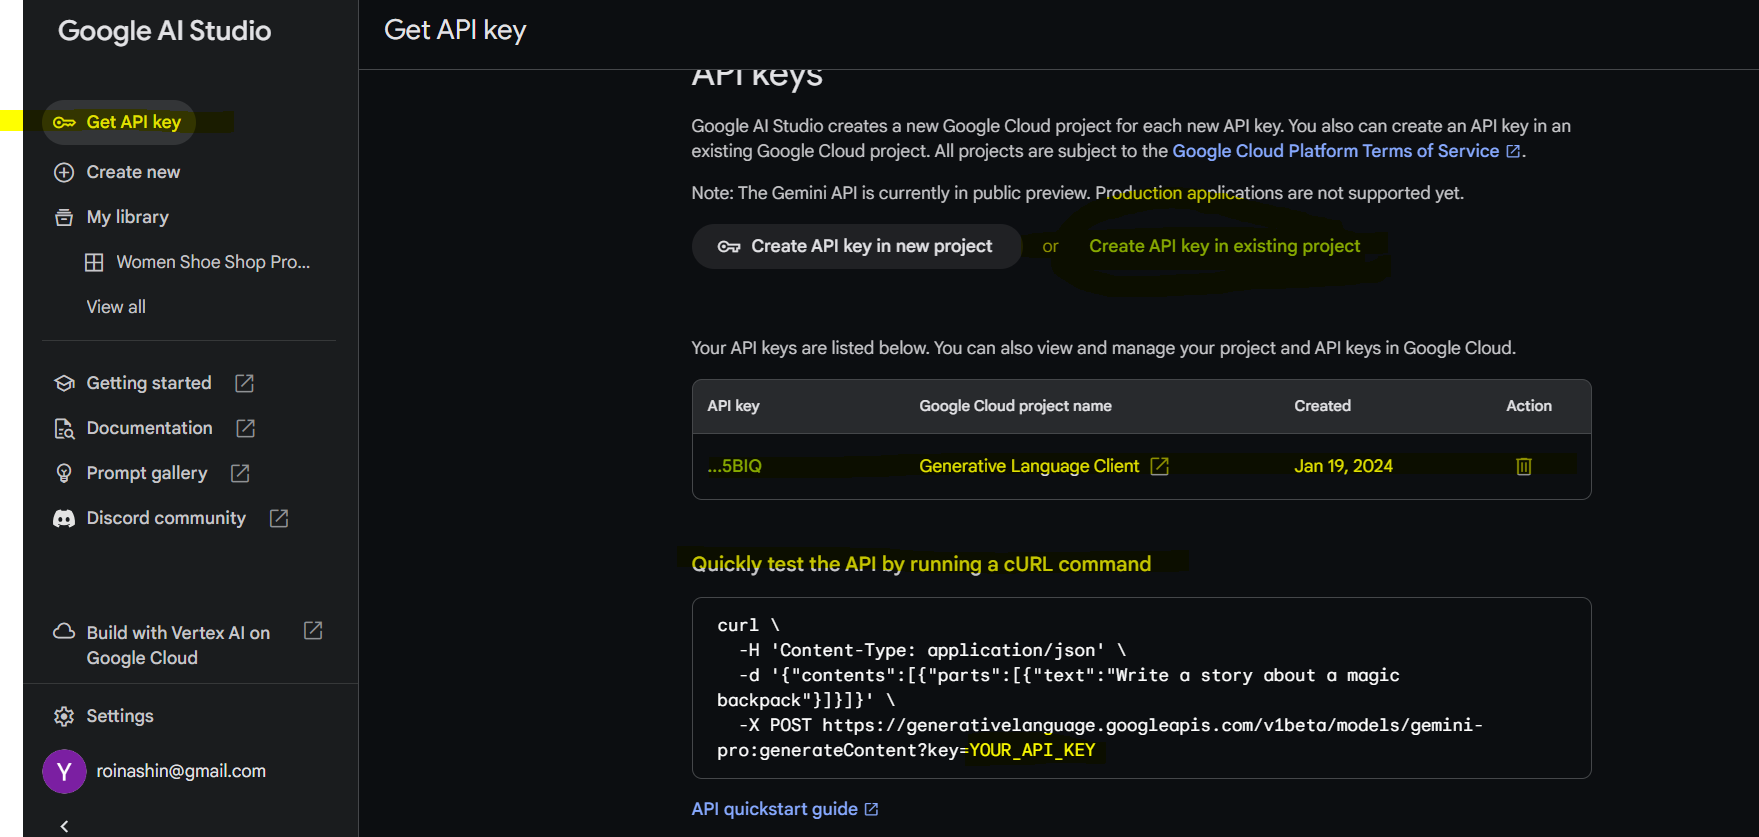 Google AI Studio
Get API key
Create new
My library
Women Shoe Shop Pro...
View all
Getting started
Documentation
Prompt gallery
Discord community
Build with Vertex AI on
Google Cloud
Settings
Y
roinashin@gmail.com
Get API key
API keys
Google AI Studio creates a new Google Cloud project for each new API key. You also can create an API key in an
existing Google Cloud project. All projects are subject to the Google Cloud Platform Terms of Service.
Note: The Gemini API is currently in public preview. Production applications are not supported yet.
Create API key in new project or Create API key in existing project
Your API keys are listed below. You can also view and manage your project and API keys in Google Cloud.
API key Google Cloud project name Created Action
...5BIQ Generative Language Client Jan 19, 2024
Quickly test the API by running a cURL command
curl \
-H 'Content-Type: application/json' \
-d '{"contents":[{"parts":[{"text":"Write a story about a magic
backpack"}]}]}' \
-X POST https://generativelanguage.googleapis.com/v1beta/models/gemini-
pro:generateContent?key=YOUR_API_KEY
API quickstart guide